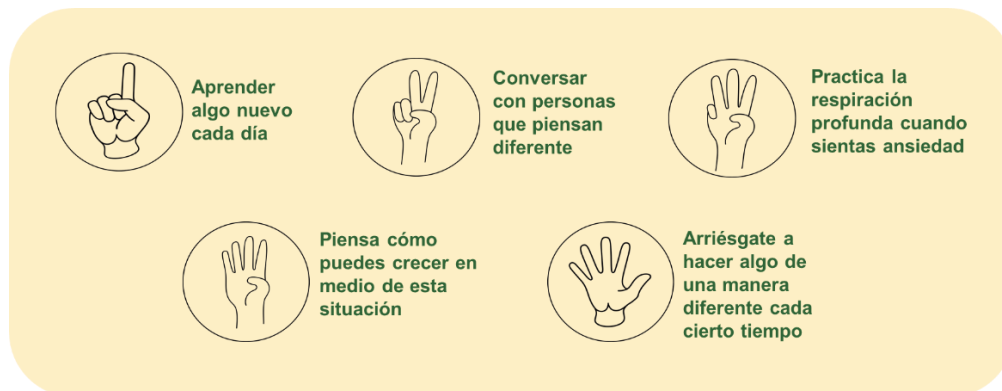 Aprender
algo nuevo
cada día
Conversar
con personas
que piensan
diferente
Practica la
respiración
profunda cuando
sientas ansiedad
Piensa cómo
puedes crecer en
medio de esta
situación
Arriésgate a
hacer algo de
una manera
diferente cada
cierto tiempo